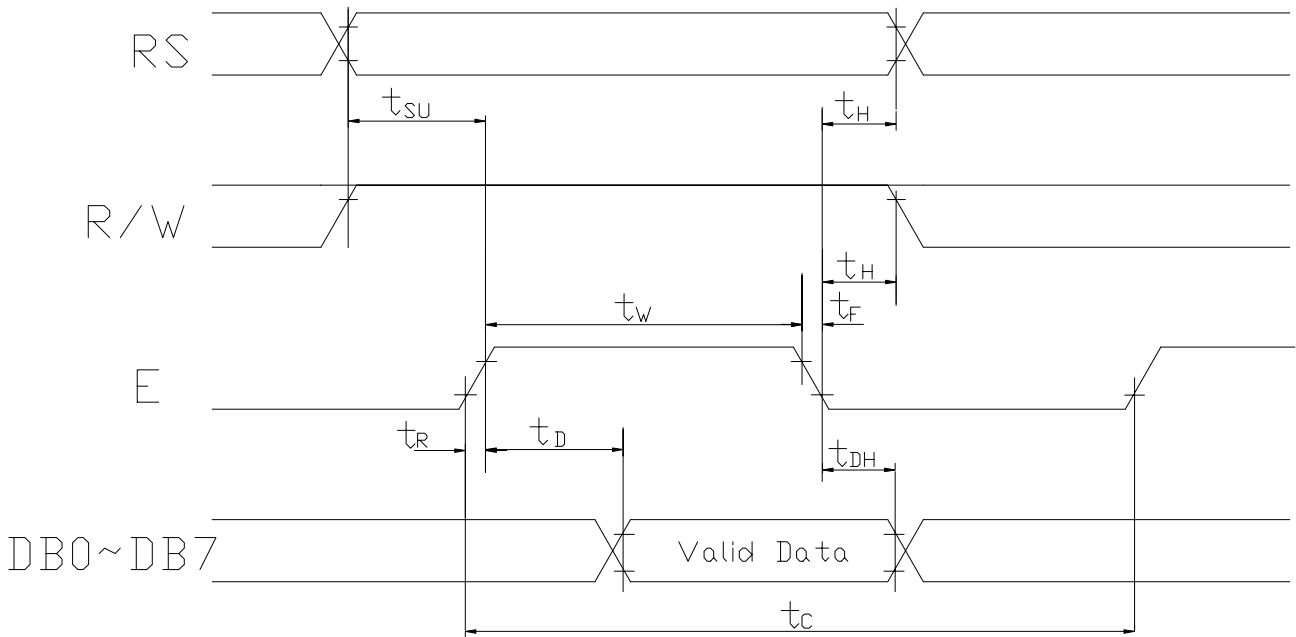 RS
tSU
tH
R/W
tH
tW
tF
E
tR
tD
tDH
DB0~DB7
Valid Data
tC